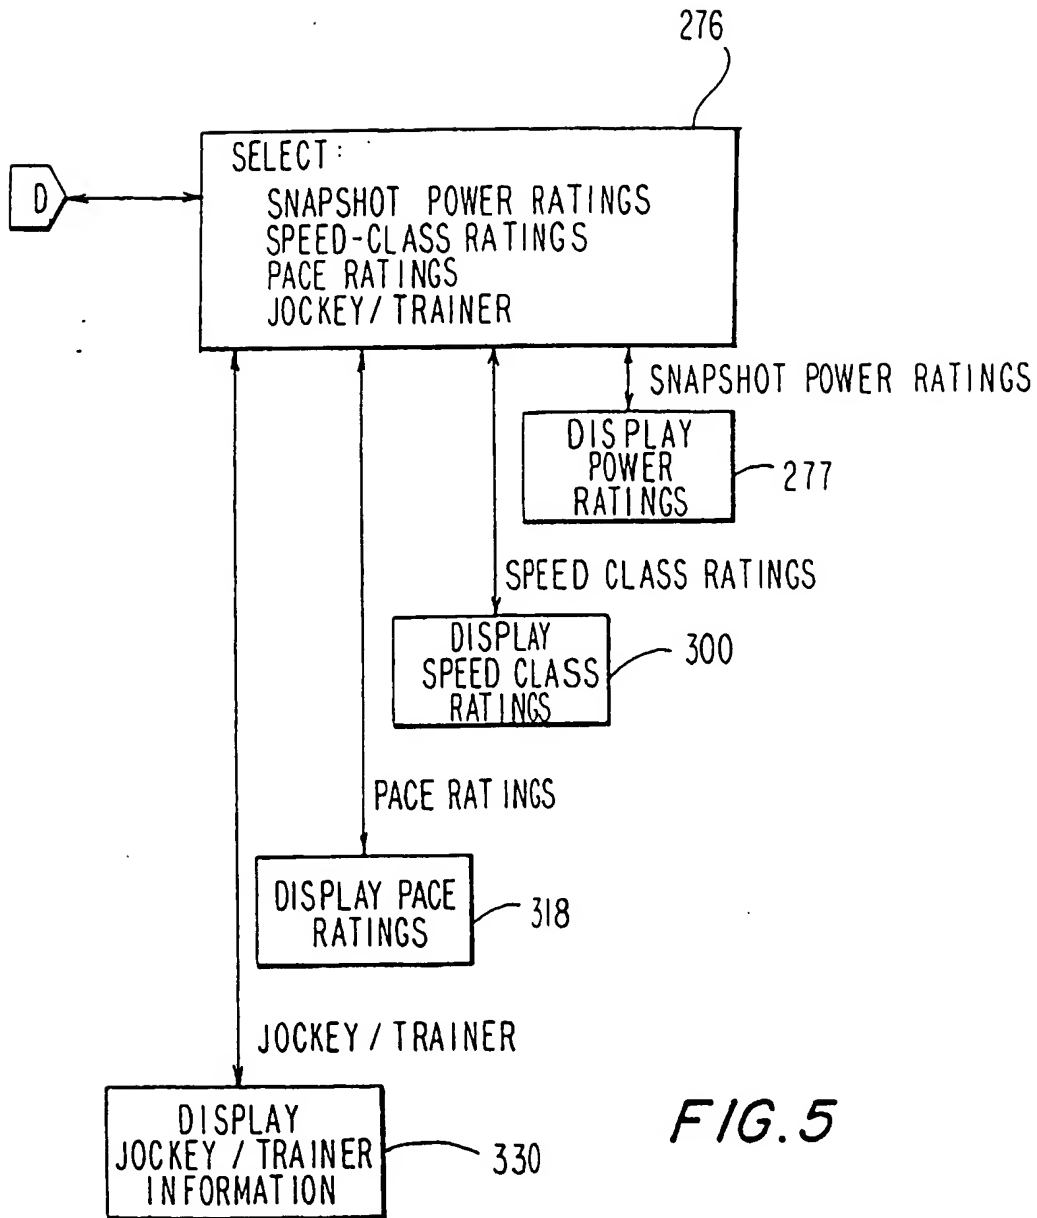 276
SELECT:
SNAPSHOT POWER RATINGS
SPEED-CLASS RATINGS
PACE RATINGS
JOCKEY/TRAINER
D
SNAPSHOT POWER RATINGS
DISPLAY
POWER
RATINGS
277
SPEED CLASS RATINGS
DISPLAY
SPEED CLASS
RATINGS
300
PACE RATINGS
DISPLAY PACE
RATINGS
318
JOCKEY / TRAINER
DISPLAY
JOCKEY / TRAINER
INFORMATION
330
FIG.5